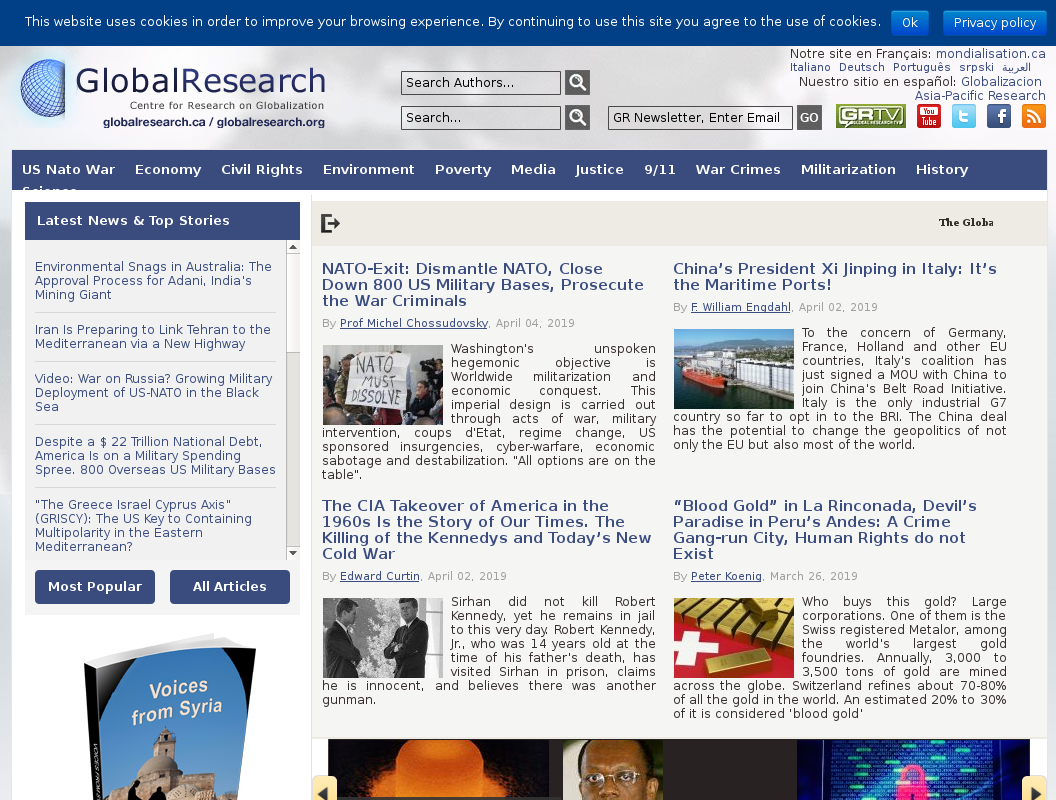 This website uses cookies in order to improve your browsing experience. By continuing to use this site you agree to the use of cookies. Ok Privacy policy
Notre site en Français: mondialisation.ca
Italiano Deutsch Português srpski العربية
Nuestro sitio en español: Globalizacion
Asia-Pacific Research
GlobalResearch
Centre for Research on Globalization
globalresearch.ca / globalresearch.org
Search Authors...
Search...
GR Newsletter, Enter Email GO
GRTV
GLOBAL RESEARCH TV
You
Tube
US Nato War Economy Civil Rights Environment Poverty Media Justice 9/11 War Crimes Militarization History
Science
Latest News & Top Stories
Environmental Snags in Australia: The
Approval Process for Adani, India's
Mining Giant
Iran Is Preparing to Link Tehran to the
Mediterranean via a New Highway
Video: War on Russia? Growing Military
Deployment of US-NATO in the Black
Sea
Despite a $ 22 Trillion National Debt,
America Is on a Military Spending
Spree. 800 Overseas US Military Bases
"The Greece Israel Cyprus Axis"
(GRISCY): The US Key to Containing
Multipolarity in the Eastern
Mediterranean?
Most Popular All Articles
Voices
from Syria
The Globa
NATO-Exit: Dismantle NATO, Close
Down 800 US Military Bases, Prosecute
the War Criminals
By Prof Michel Chossudovsky, April 04, 2019
NATO
MUST
DISSOLVE
Washington's unspoken
hegemonic objective is
Worldwide militarization and
economic conquest. This
imperial design is carried out
through acts of war, military
intervention, coups d'Etat, regime change, US
sponsored insurgencies, cyber-warfare, economic
sabotage and destabilization. "All options are on the
table".
China's President Xi Jinping in Italy: It's
the Maritime Ports!
By F. William Engdahl, April 02, 2019
To the concern of Germany,
France, Holland and other EU
countries, Italy's coalition has
just signed a MOU with China to
join China's Belt Road Initiative.
Italy is the only industrial G7
country so far to opt in to the BRI. The China deal
has the potential to change the geopolitics of not
only the EU but also most of the world.
The CIA Takeover of America in the
1960s Is the Story of Our Times. The
Killing of the Kennedys and Today's New
Cold War
By Edward Curtin, April 02, 2019
Sirhan did not kill Robert
Kennedy, yet he remains in jail
to this very day. Robert Kennedy,
Jr., who was 14 years old at the
time of his father's death, has
visited Sirhan in prison, claims
he is innocent, and believes there was another
gunman.
"Blood Gold" in La Rinconada, Devil's
Paradise in Peru's Andes: A Crime
Gang-run City, Human Rights do not
Exist
By Peter Koenig, March 26, 2019
Who buys this gold? Large
corporations. One of them is the
Swiss registered Metalor, among
the world's largest gold
foundries. Annually, 3,000 to
3,500 tons of gold are mined
across the globe. Switzerland refines about 70-80%
of all the gold in the world. An estimated 20% to 30%
of it is considered 'blood gold'